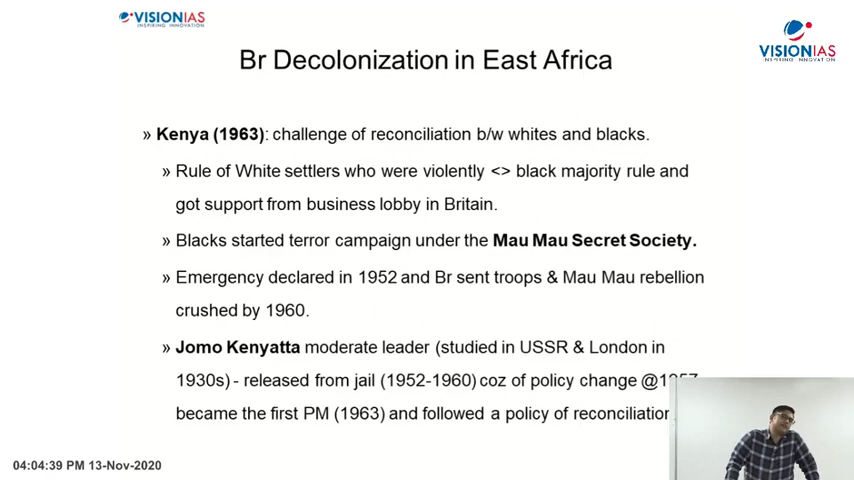 VISIONIAS
INSPIRING INNOVATION
VISIONIAS
INSPIRING INNOVATION
Br Decolonization in East Africa
» Kenya (1963): challenge of reconciliation b/w whites and blacks.
» Rule of White settlers who were violently <> black majority rule and
got support from business lobby in Britain.
» Blacks started terror campaign under the Mau Mau Secret Society.
» Emergency declared in 1952 and Br sent troops & Mau Mau rebellion
crushed by 1960.
» Jomo Kenyatta moderate leader (studied in USSR & London in
1930s) - released from jail (1952-1960) coz of policy change
became the first PM (1963) and followed a policy of reconciliation
04:04:39 PM 13-Nov-2020